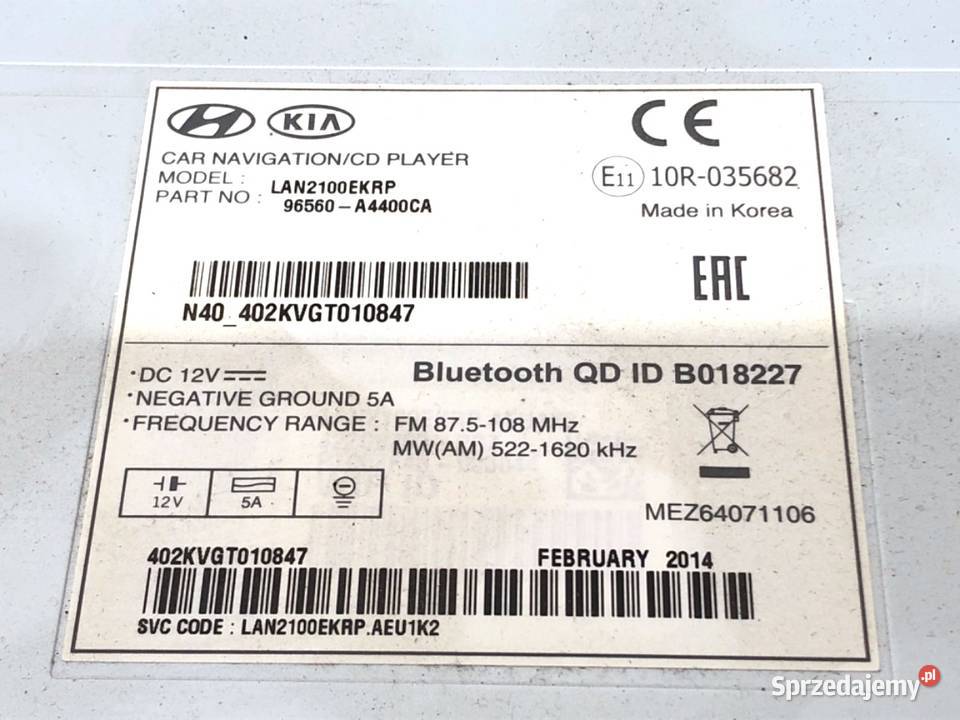 KIA
CE
CAR NAVIGATION/CD PLAYER
MODEL : LAN2100EKRP
PART NO : 96560-A4400CA
E11 10R-035682
Made in Korea
EAC
N40_402KVGT010847
•DC 12V
Bluetooth QD ID B018227
•NEGATIVE GROUND 5A
•FREQUENCY RANGE : FM 87.5-108 MHz
MW(AM) 522-1620 kHz
12V 5A
MEZ64071106
402KVGT010847
FEBRUARY 2014
SVC CODE : LAN2100EKRP.AEU1K2
Sprzedajemy.pl